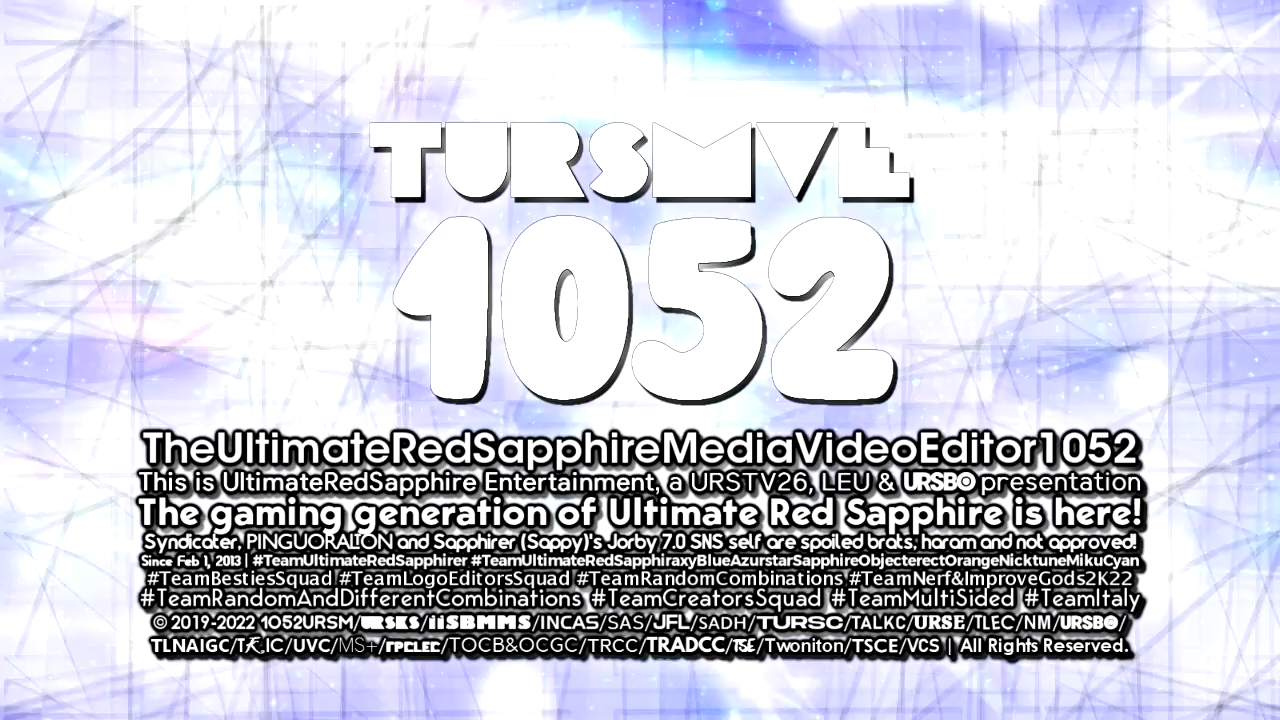 TURSMVE
1052
TheUltimateRedSapphireMediaVideoEditor1052
This is UltimateRedSapphire Entertainment, a URSTV26, LEU & URSBO presentation
The gaming generation of Ultimate Red Sapphire is here!
Syndicater, PINGUORALION and Sapphirer (Sappy)'s Jorby 7.0 SNS self are spoiled brats, haram and not approved!
Since Feb 1, 2013 | #TeamUltimateRedSapphirer #TeamUltimateRedSapphiraxyBlueAzurstarSapphireObjecterectOrangeNicktuneMikuCyan
#TeamBestiesSquad #TeamLogoEditorsSquad #TeamRandomCombinations #TeamNerf&ImproveGods2K22
#TeamRandomAndDifferentCombinations #TeamCreatorsSquad #TeamMultiSided #TeamItaly
© 2019-2022 1052URSM/URSKS/iiSBMMS/INCAS/SAS/JFL/SADH/TURSC/TALKC/URSE/TLEC/NM/URSBO/
TLNAIGC/ IC/UVC/MS+/FPCLEC/TOCB&OCGC/TRCC/TRADCC/TSE/Twoniton/TSCE/VCS | All Rights Reserved.